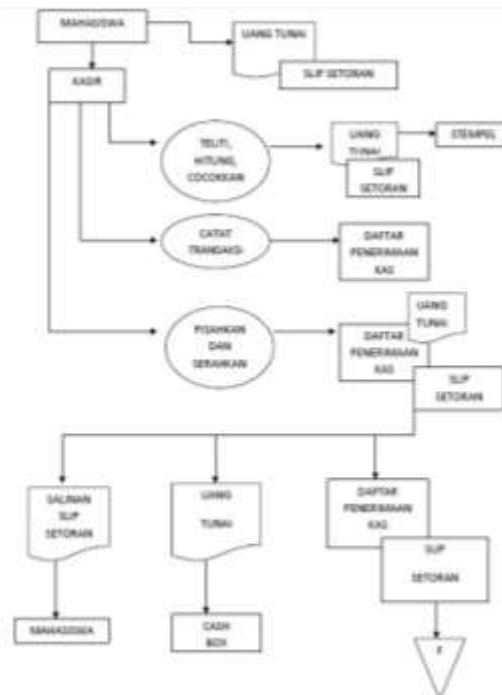 MAHASISWA
UANG TUNAI
SLIP SETORAN
KASIR
TELITI,
HITUNG,
COCOKKAN
UANG
TUNAI
SLIP
SETORAN
STEMPEL
CATAT
TRANSAKSI
DAFTAR
PENERIMAAN
KAS
PISAHKAN
DAN
SERAHKAN
UANG
TUNAI
DAFTAR
PENERIMAAN
KAS
SLIP
SETORAN
SALINAN
SLIP
SETORAN
UANG
TUNAI
DAFTAR
PENERIMAAN
KAS
SLIP
SETORAN
MAHASISWA
CASH
BOX
F